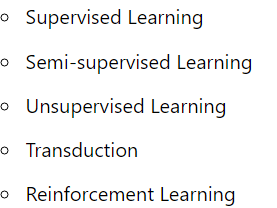 Supervised Learning
Semi-supervised Learning
Unsupervised Learning
Transduction
Reinforcement Learning